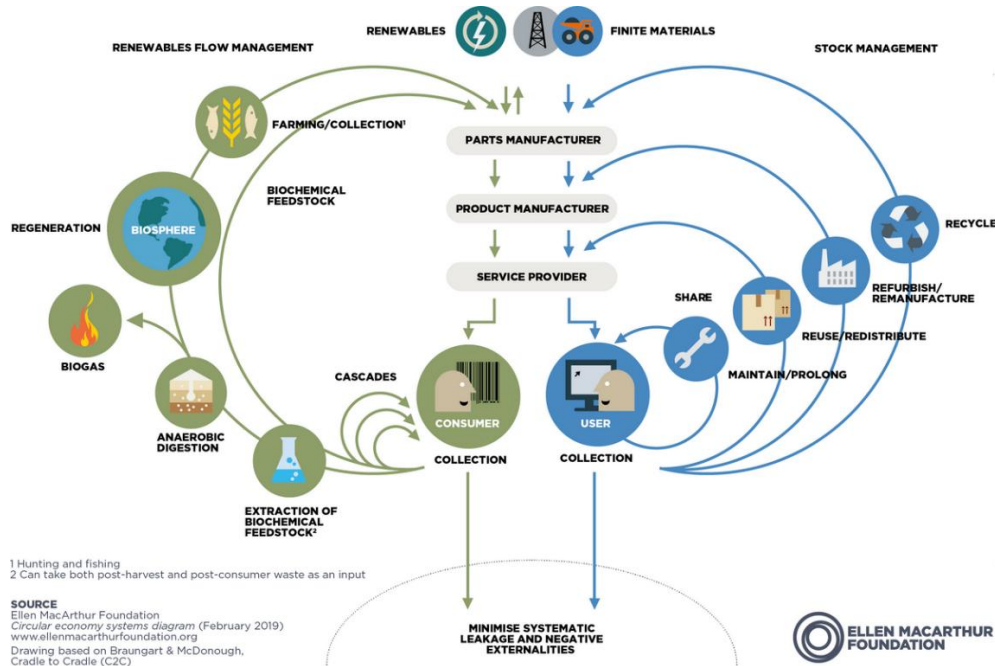 RENEWABLES
FINITE MATERIALS
RENEWABLES FLOW MANAGEMENT
STOCK MANAGEMENT
FARMING/COLLECTION¹
PARTS MANUFACTURER
BIOCHEMICAL
FEEDSTOCK
PRODUCT MANUFACTURER
REGENERATION
BIOSPHERE
RECYCLE
SERVICE PROVIDER
REFURBISH/
REMANUFACTURE
SHARE
REUSE/REDISTRIBUTE
BIOGAS
CASCADES
MAINTAIN/PROLONG
CONSUMER
USER
ANAEROBIC
DIGESTION
COLLECTION
COLLECTION
EXTRACTION OF
BIOCHEMICAL
FEEDSTOCK²
1 Hunting and fishing
2 Can take both post-harvest and post-consumer waste as an input
SOURCE
Ellen MacArthur Foundation
Circular economy systems diagram (February 2019)
www.ellenmacarthurfoundation.org
Drawing based on Braungart & McDonough,
Cradle to Cradle (C2C)
MINIMISE SYSTEMATIC
LEAKAGE AND NEGATIVE
EXTERNALITIES
ELLEN MACARTHUR
FOUNDATION